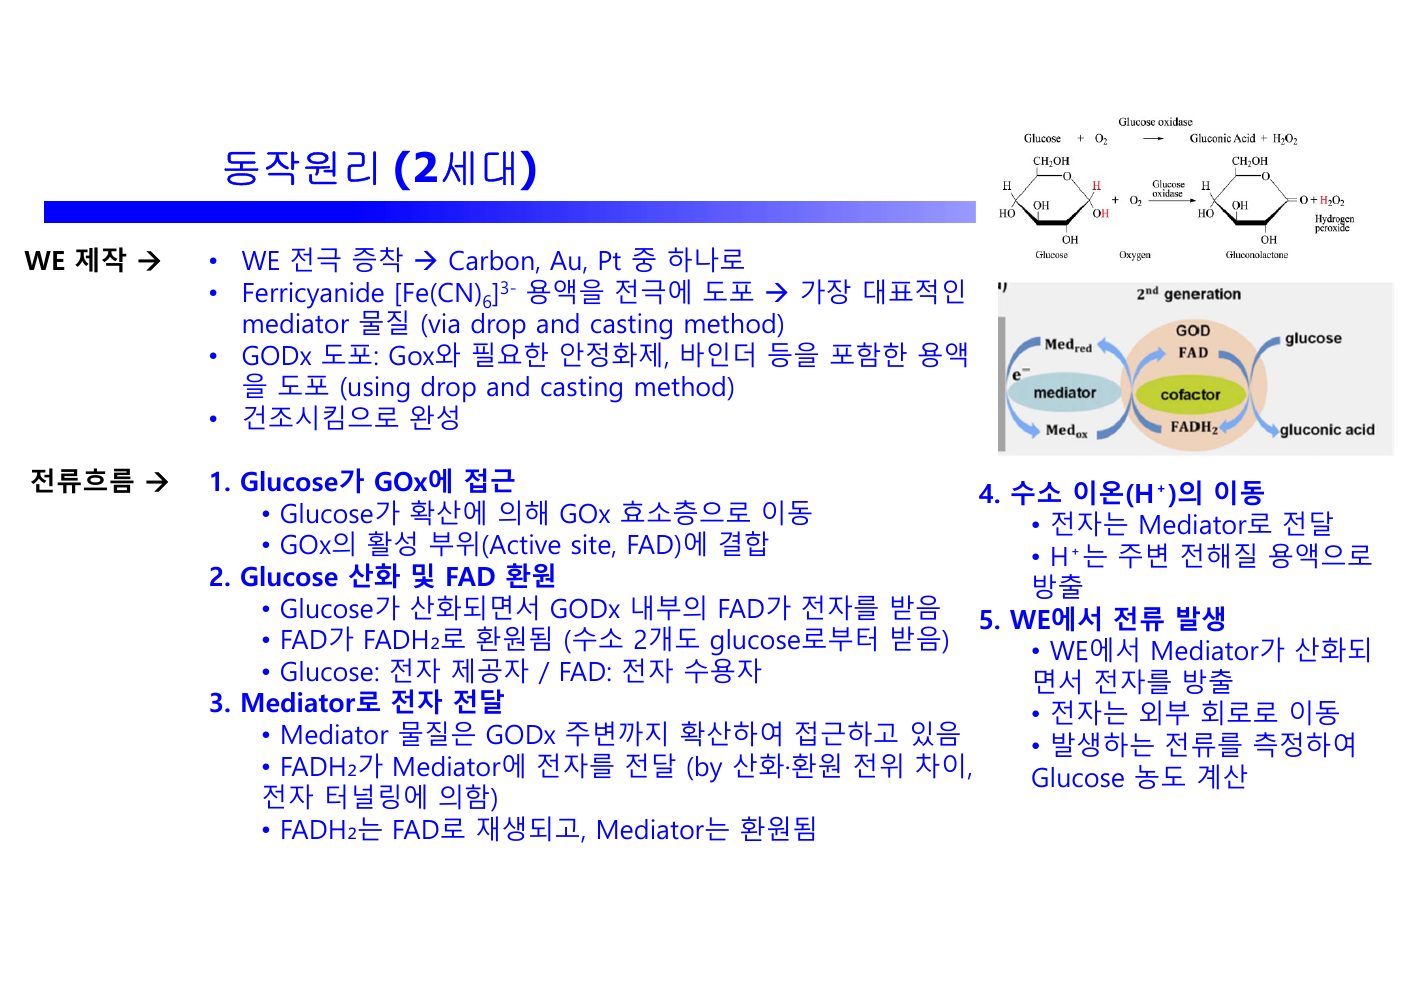 동작원리 (2세대)
WE 제작 →
• WE 전극 증착 → Carbon, Au, Pt 중 하나로
• Ferricyanide [Fe(CN)₆]³⁻ 용액을 전극에 도포 → 가장 대표적인
mediator 물질 (via drop and casting method)
• GODx 도포: Gox와 필요한 안정화제, 바인더 등을 포함한 용액
을 도포 (using drop and casting method)
• 건조시킴으로 완성
전류흐름 →
1. Glucose가 GOx에 접근
• Glucose가 확산에 의해 GOx 효소층으로 이동
• GOx의 활성 부위(Active site, FAD)에 결합
2. Glucose 산화 및 FAD 환원
• Glucose가 산화되면서 GODx 내부의 FAD가 전자를 받음
• FAD가 FADH₂로 환원됨 (수소 2개도 glucose로부터 받음)
• Glucose: 전자 제공자 / FAD: 전자 수용자
3. Mediator로 전자 전달
• Mediator 물질은 GODx 주변까지 확산하여 접근하고 있음
• FADH₂가 Mediator에 전자를 전달 (by 산화·환원 전위 차이,
전자 터널링에 의함)
• FADH₂는 FAD로 재생되고, Mediator는 환원됨
Glucose oxidase
Glucose + O₂ → Gluconic Acid + H₂O₂
CH₂OH
O
H
H
OH
HO
OH
OH
+ O₂
Glucose
oxidase
CH₂OH
O
H
OH
HO
OH
O + H₂O₂
Hydrogen
peroxide
Glucose
Oxygen
Gluconolactone
2nd generation
GOD
FAD
glucose
Medred
e⁻
mediator
cofactor
Medox
FADH₂
gluconic acid
4. 수소 이온(H⁺)의 이동
• 전자는 Mediator로 전달
• H⁺는 주변 전해질 용액으로
방출
5. WE에서 전류 발생
• WE에서 Mediator가 산화되
면서 전자를 방출
• 전자는 외부 회로로 이동
• 발생하는 전류를 측정하여
Glucose 농도 계산